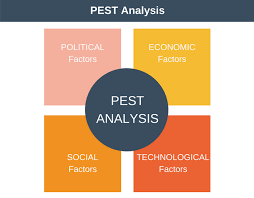 PEST Analysis
POLITICAL
Factors
ECONOMIC
Factors
PEST
ANALYSIS
SOCIAL
Factors
TECHNOLOGICAL
Factors